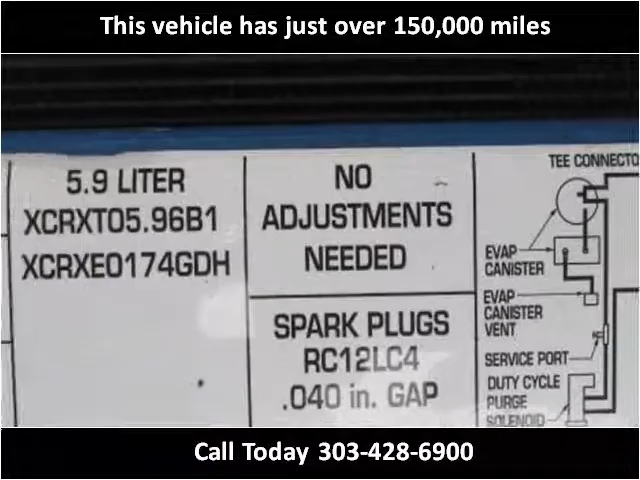 This vehicle has just over 150,000 miles
5.9 LITER
XCRXT05.96B1
XCRXE0174GDH
NO
ADJUSTMENTS
NEEDED
SPARK PLUGS
RC12LC4
.040 in. GAP
TEE CONNECTO
EVAP
CANISTER
EVAP
CANISTER
VENT
SERVICE PORT
DUTY CYCLE
PURGE
SOLENOID
Call Today 303-428-6900